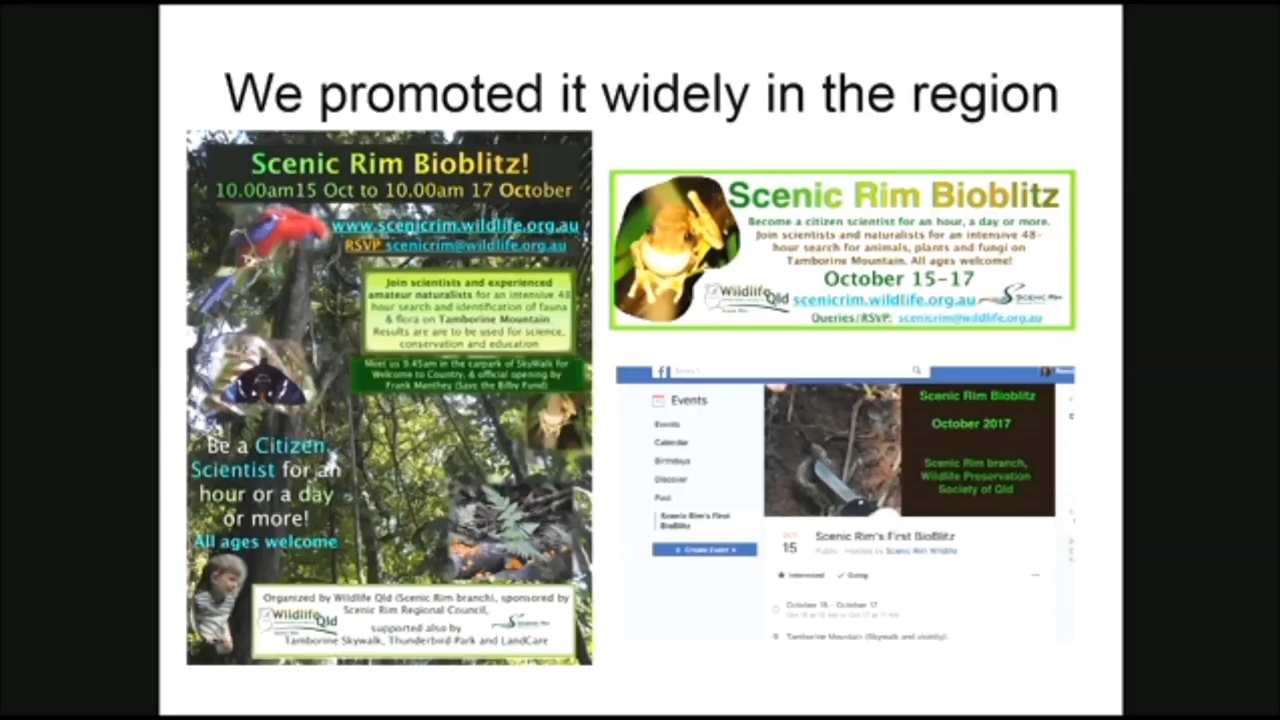 We promoted it widely in the region
Scenic Rim Bioblitz!
10.00am15 Oct to 10.00am 17 October
www.scenicrim.wildlife.org.au
RSVP scenicrim@wildlife.org.au
Join scientists and experienced
amateur naturalists for an intensive 48
hour search and identification of fauna
& flora on Tamborine Mountain
Results are are to be used for science,
conservation and education
Meet us 9.45am in the carpark of SkyWalk for
Welcome to Country, & official opening by
Frank Manthey (Save the Bilby Fund)
Be a Citizen
Scientist for an
hour or a day
or more!
All ages welcome
Organized by Wildlife Qld (Scenic Rim branch), sponsored by
Scenic Rim Regional Council,
Wildlife Qld
supported also by
Tamborine Skywalk, Thunderbird Park and LandCare
Scenic Rim Bioblitz
Become a citizen scientist for an hour, a day or more.
Join scientists and naturalists for an intensive 48-
hour search for animals, plants and fungi on
Tamborine Mountain. All ages welcome!
October 15-17
Wildlife Qld
scenicrim.wildlife.org.au
Scenic Rim
Queries/RSVP: scenicrim@wildlife.org.au
f
Events
Events
Calendar
Birthdays
Discover
Past
Scenic Rim's First
BioBlitz
+ Create Event
Scenic Rim Bioblitz
October 2017
Scenic Rim branch,
Wildlife Preservation
Society of Qld
OCT
15
Scenic Rim's First BioBlitz
Public · Hosted by Scenic Rim Wildlife
Interested
Going
October 15 - October 17
Tamborine Mountain (Skywalk and vicinity)